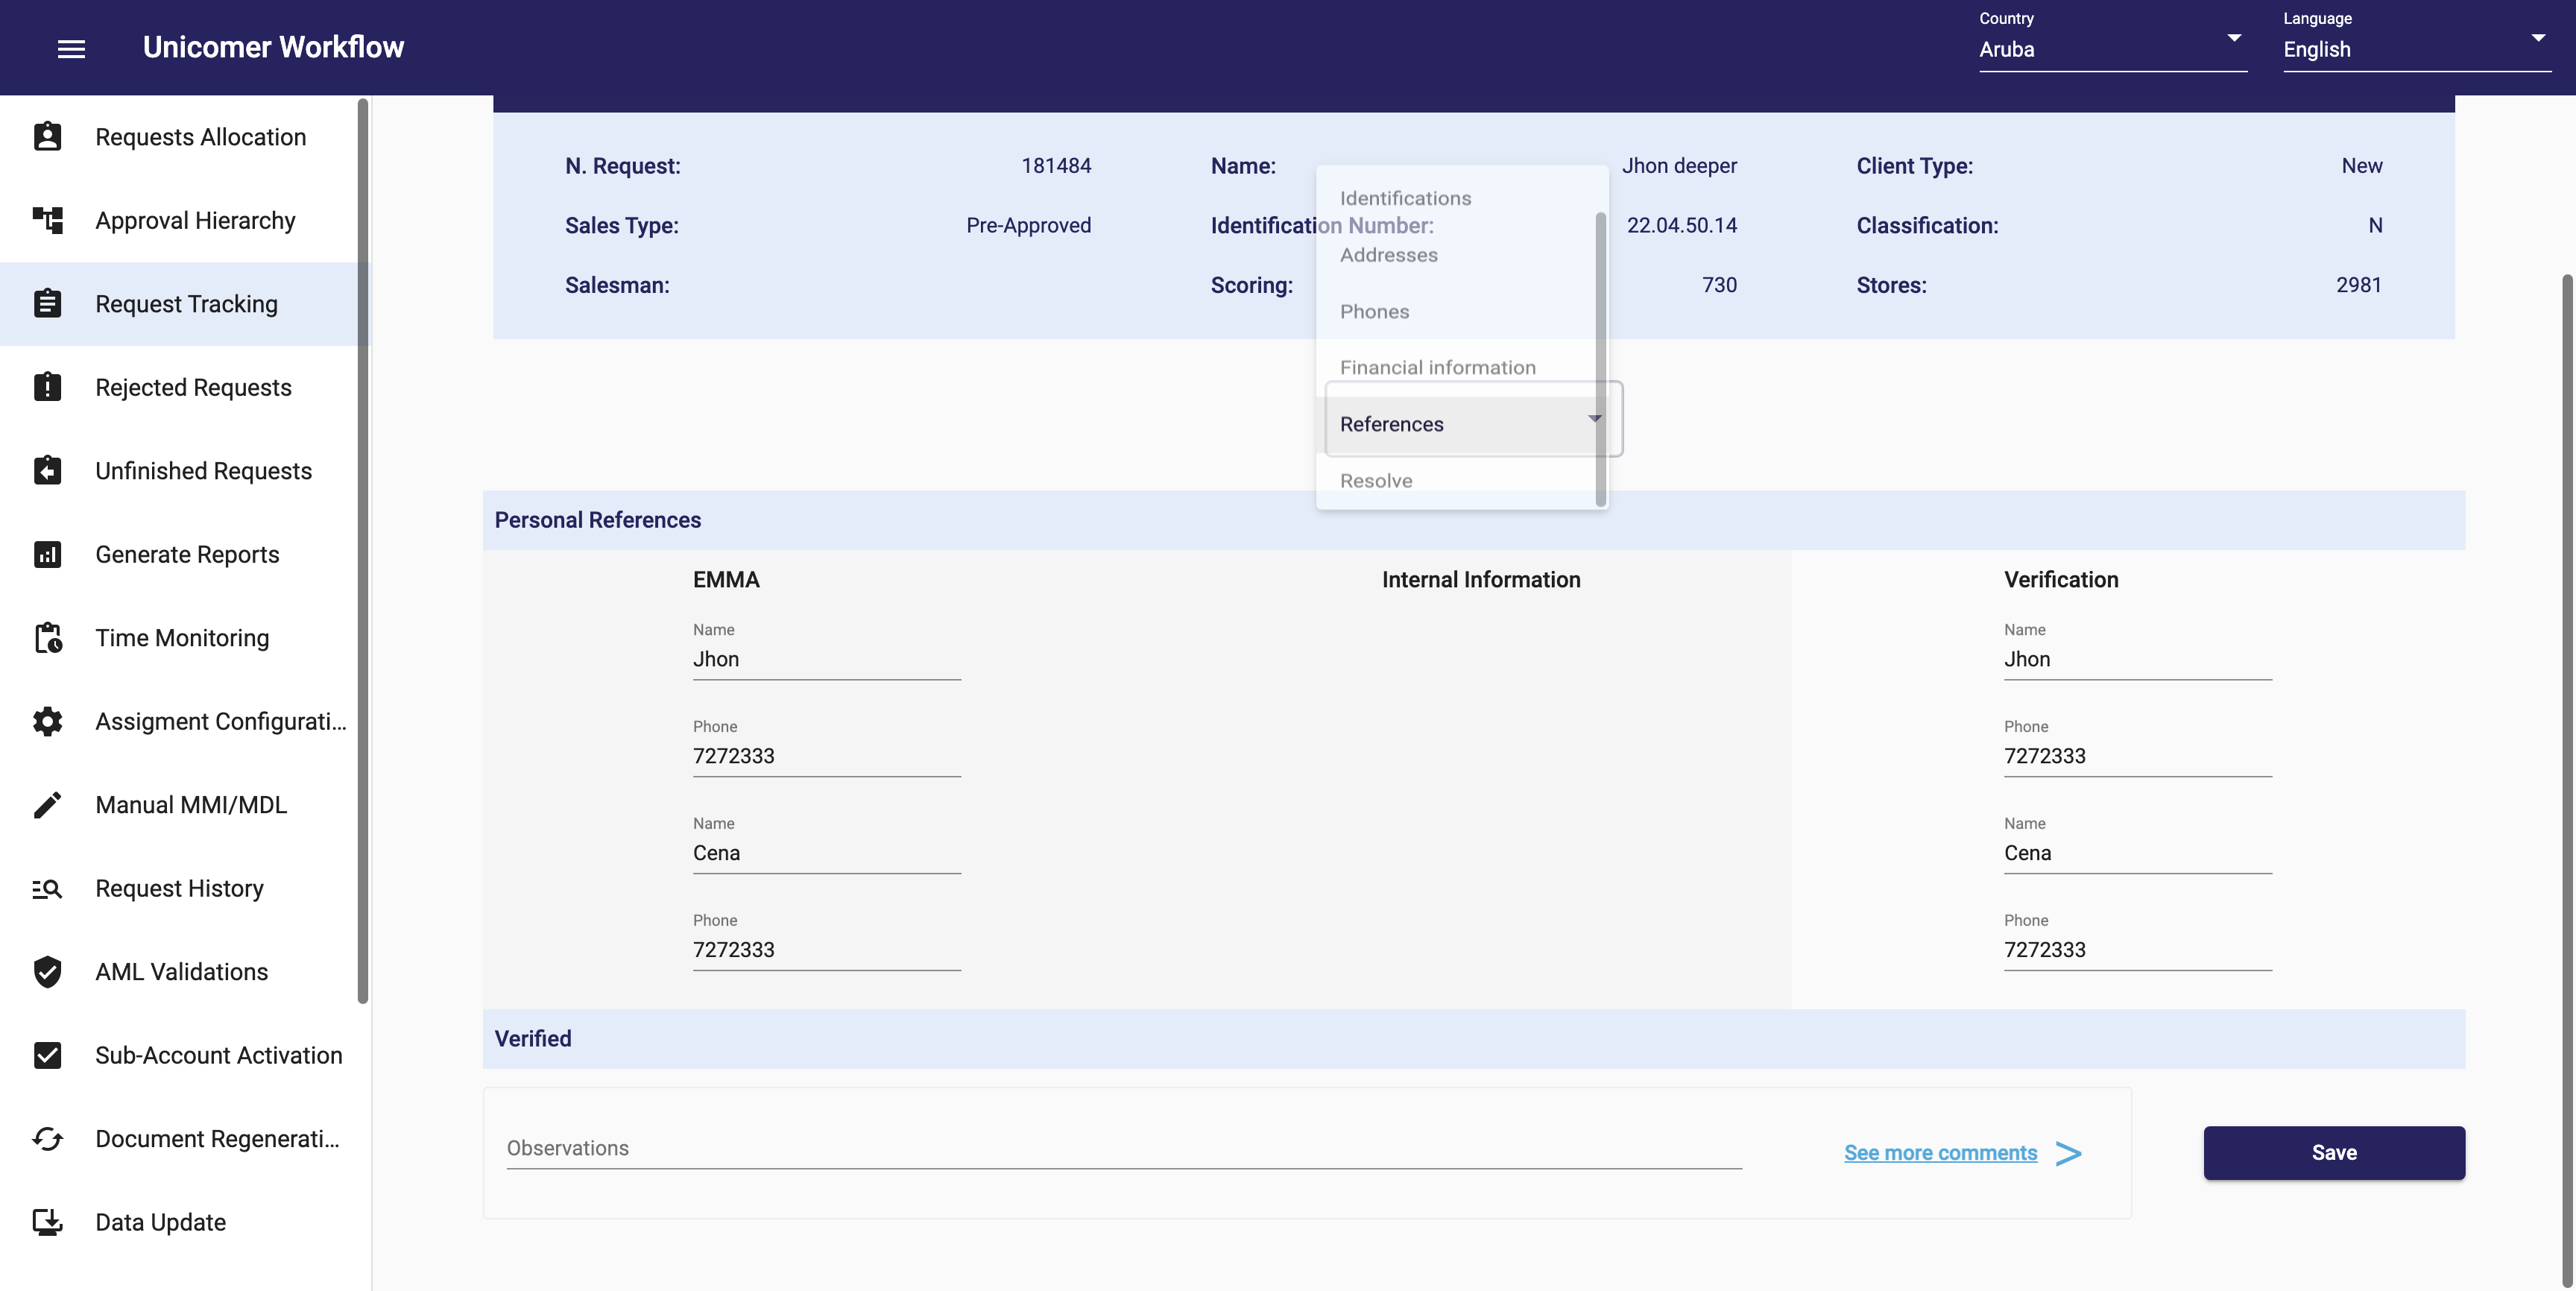 Unicomer Workflow
Country
Aruba
Language
English
Requests Allocation
Approval Hierarchy
Request Tracking
Rejected Requests
Unfinished Requests
Generate Reports
Time Monitoring
Assigment Configurati...
Manual MMI/MDL
Request History
AML Validations
Sub-Account Activation
Document Regenerati...
Data Update
N. Request: 181484
Name: Jhon deeper
Client Type: New
Sales Type: Pre-Approved
Identification Number: 22.04.50.14
Classification: N
Salesman:
Scoring: 730
Stores: 2981
Identifications
Addresses
Phones
Financial information
References
Resolve
Personal References
EMMA
Name
Jhon
Phone
7272333
Name
Cena
Phone
7272333
Internal Information
Verification
Name
Jhon
Phone
7272333
Name
Cena
Phone
7272333
Verified
Observations
See more comments >
Save